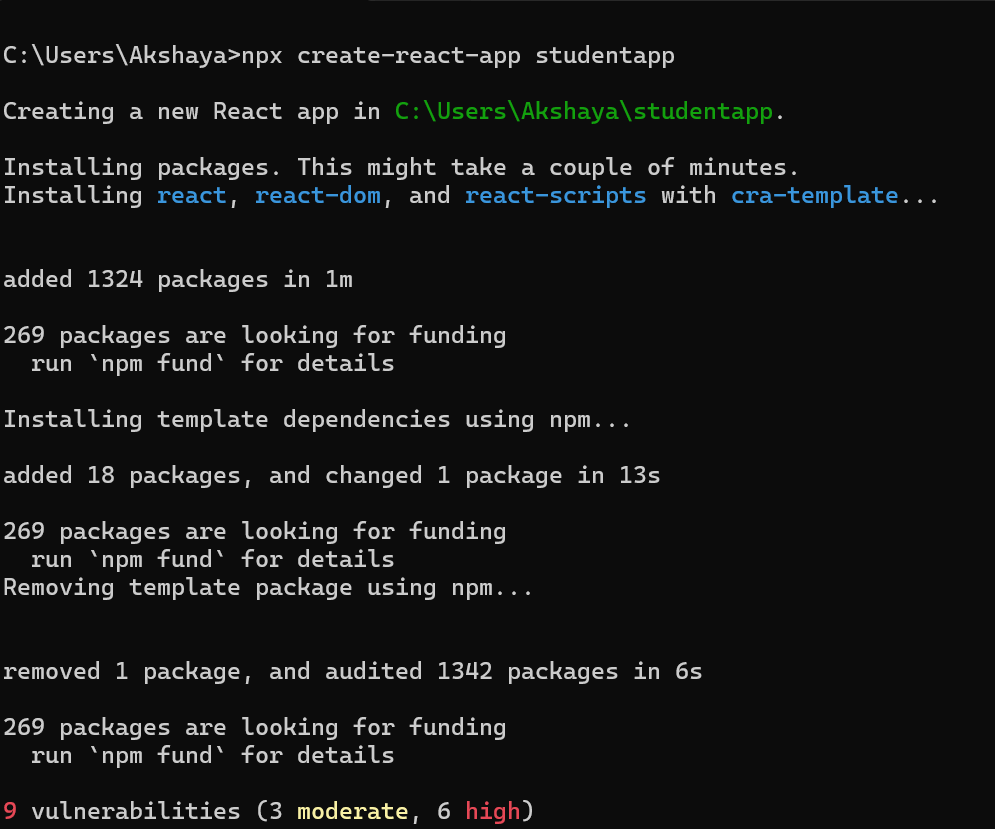 C:\Users\Akshaya>npx create-react-app studentapp
Creating a new React app in C:\Users\Akshaya\studentapp.
Installing packages. This might take a couple of minutes.
Installing react, react-dom, and react-scripts with cra-template...
added 1324 packages in 1m
269 packages are looking for funding
  run `npm fund` for details
Installing template dependencies using npm...
added 18 packages, and changed 1 package in 13s
269 packages are looking for funding
  run `npm fund` for details
Removing template package using npm...
removed 1 package, and audited 1342 packages in 6s
269 packages are looking for funding
  run `npm fund` for details
9 vulnerabilities (3 moderate, 6 high)